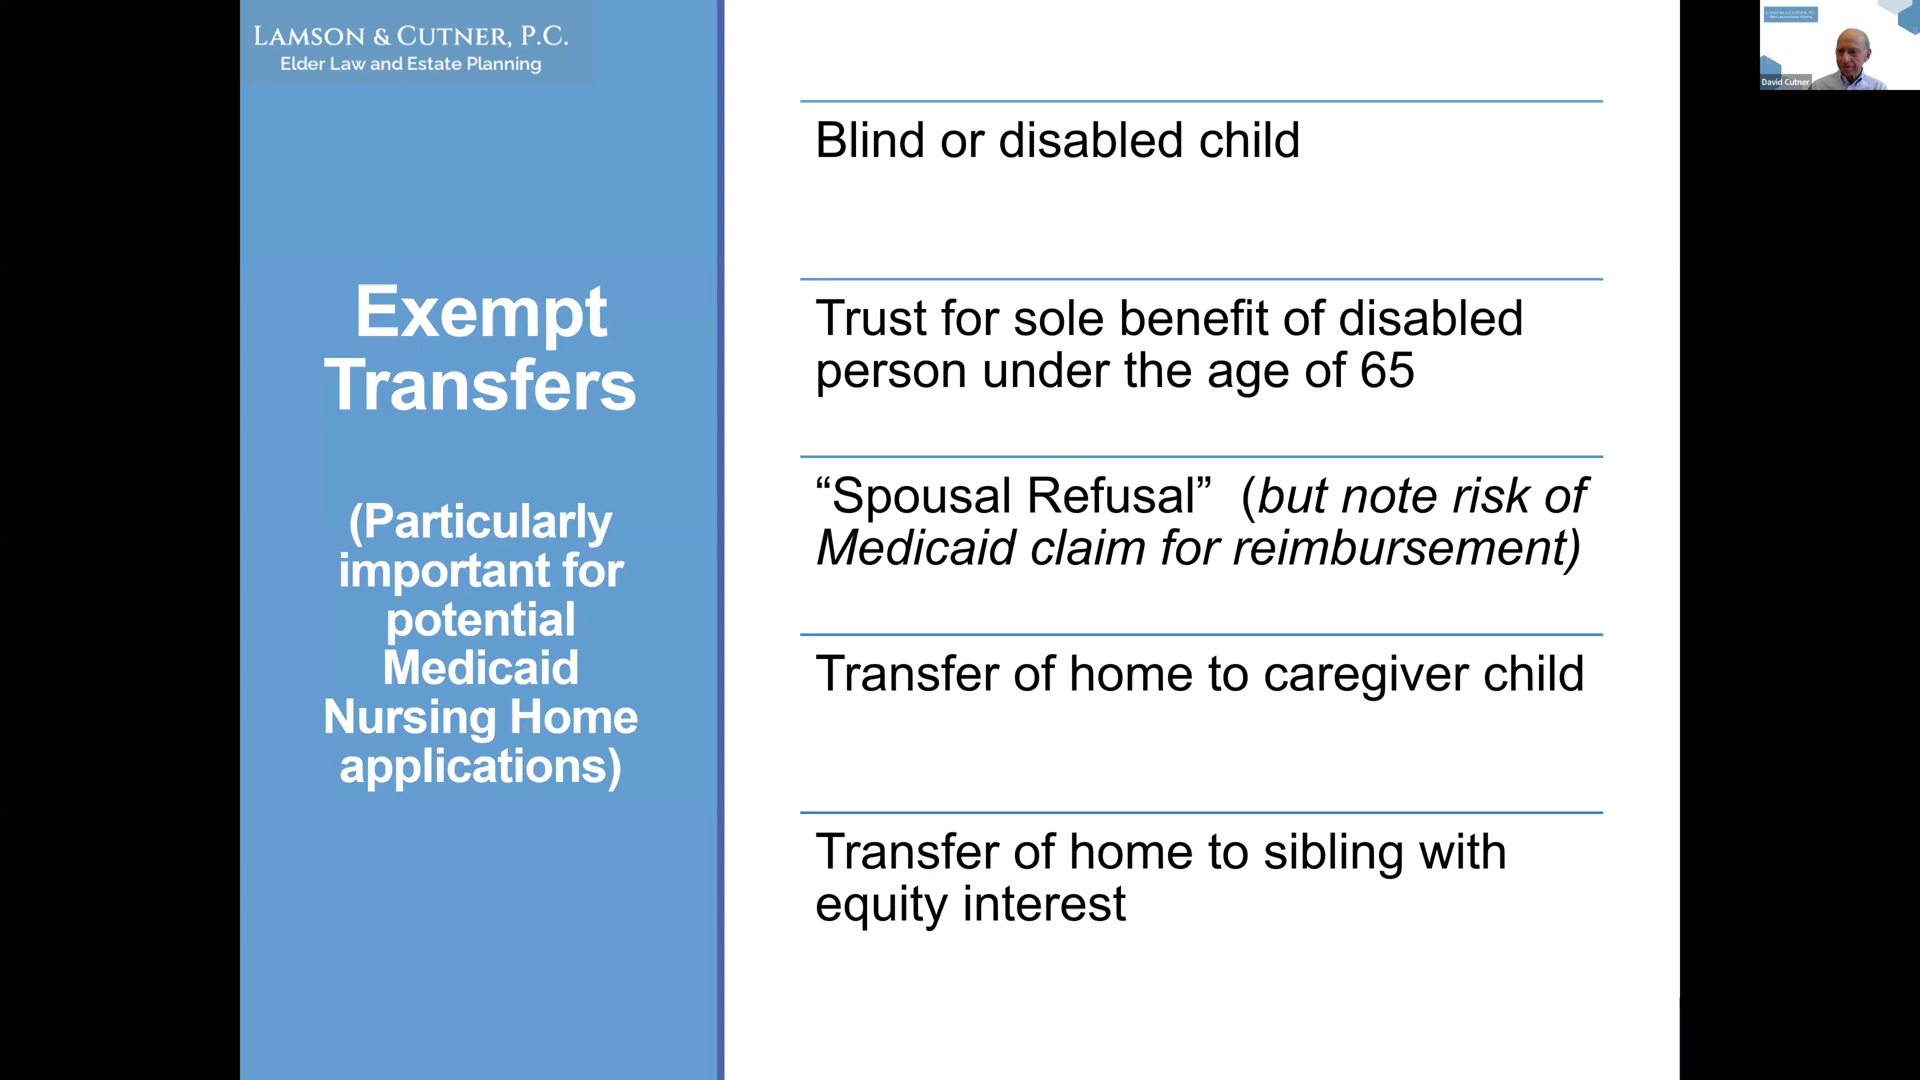 LAMSON & CUTNER, P.C.
Elder Law and Estate Planning
Exempt
Transfers
(Particularly
important for
potential
Medicaid
Nursing Home
applications)
Blind or disabled child
Trust for sole benefit of disabled
person under the age of 65
“Spousal Refusal”  (but note risk of
Medicaid claim for reimbursement)
Transfer of home to caregiver child
Transfer of home to sibling with
equity interest
David Cutner